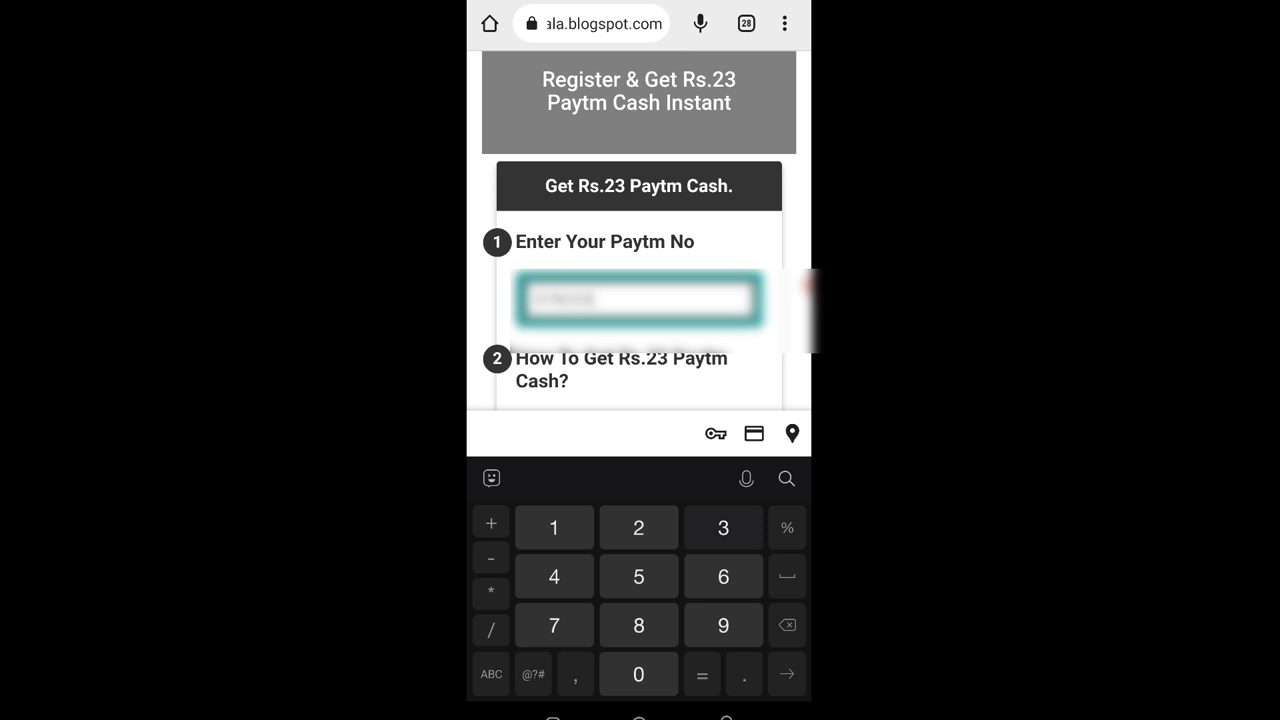 ala.blogspot.com
28
Register & Get Rs.23
Paytm Cash Instant
Get Rs.23 Paytm Cash.
1 Enter Your Paytm No
2 How To Get Rs.23 Paytm
Cash?
+ 1 2 3 %
- 4 5 6
* 7 8 9
/
ABC @?# , 0 = .